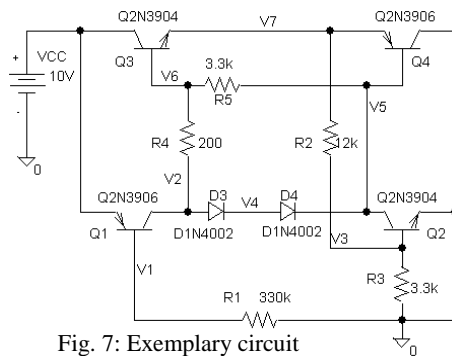 Q2N3904
V7
Q2N3906
VCC
10V
+
-
0
Q3
V6
3.3k
R5
Q4
V5
R4
200
R2
12k
V2
Q2N3906
D3
V4
D4
Q2N3904
Q1
D1N4002
D1N4002
V3
Q2
V1
R1
330k
R3
3.3k
0
Fig. 7: Exemplary circuit